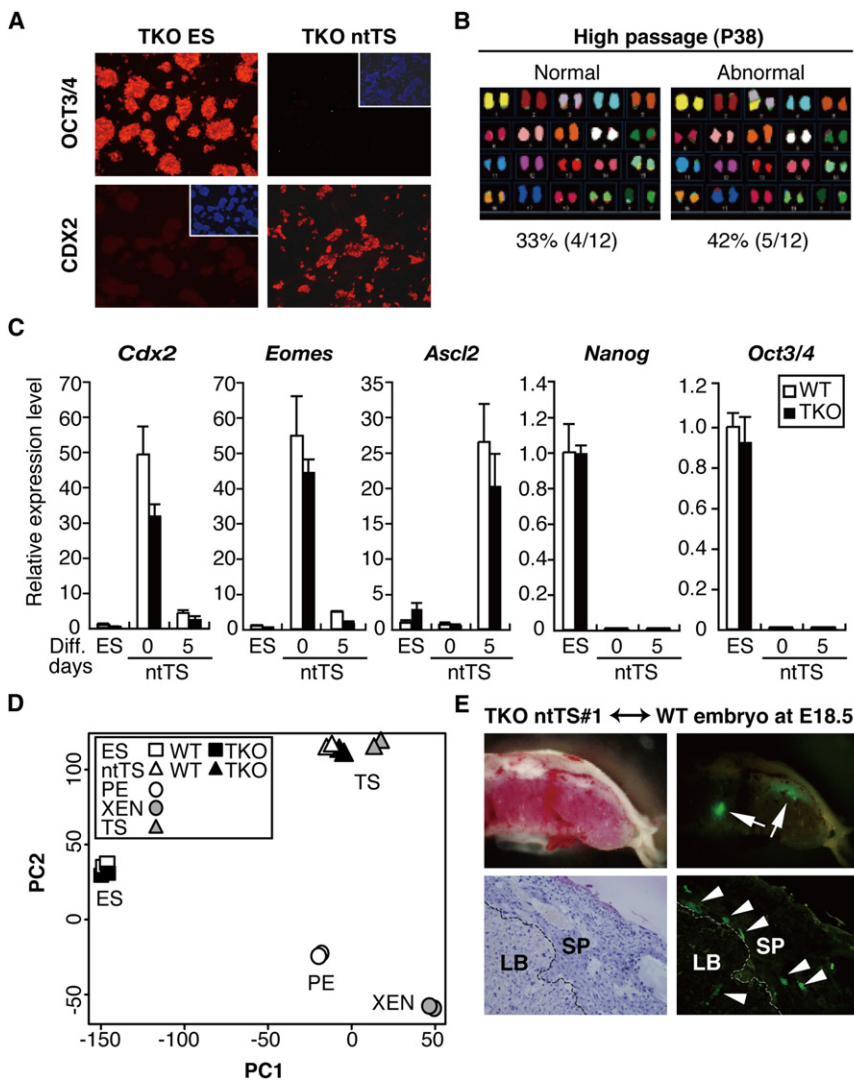 A
TKO ES
TKO ntTS
OCT3/4
CDX2
B
High passage (P38)
Normal
Abnormal
33% (4/12)
42% (5/12)
C
Cdx2
Eomes
Ascl2
Nanog
Oct3/4
Relative expression level
70
60
50
40
30
20
10
0
70
60
50
40
30
20
10
0
35
30
25
20
15
10
5
0
1.4
1.2
1.0
0.8
0.6
0.4
0.2
0
1.2
1.0
0.8
0.6
0.4
0.2
0
WT
TKO
Diff. days
ES 0 5
ntTS
ES 0 5
ntTS
ES 0 5
ntTS
ES 0 5
ntTS
ES 0 5
ntTS
D
ES WT TKO
ntTS WT TKO
PE
XEN
TS
TS
ES
PE
XEN
PC2
100
50
0
-50
-150 -100 -50 0 50
PC1
E
TKO ntTS#1 ⟷ WT embryo at E18.5
LB
SP
LB
SP